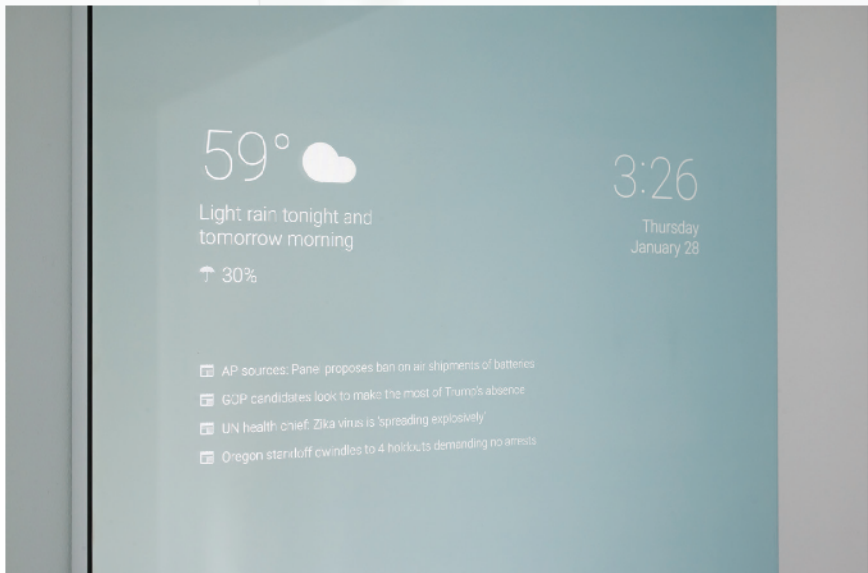 59°
Light rain tonight and
tomorrow morning
30%
3:26
Thursday
January 28
AP sources: Panel proposes ban on air shipments of batteries
GOP candidates look to make the most of Trump's absence
UN health chief: Zika virus is 'spreading explosively'
Oregon standoff dwindles to 4 holdouts demanding no arrests